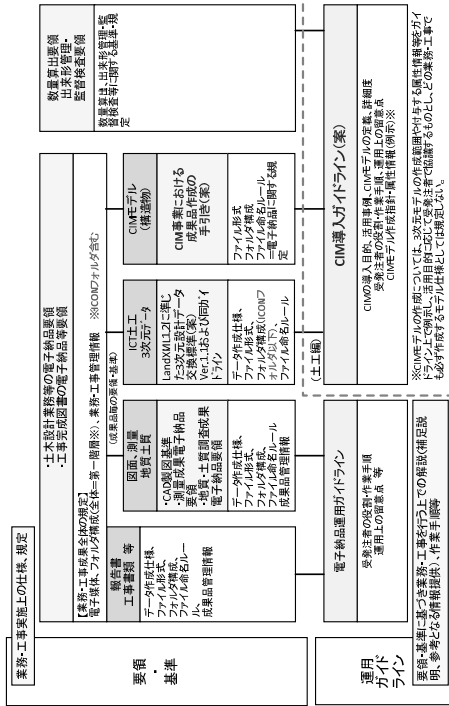 業務・工事実施上の仕様、規定
要領
・
基準
・土木設計業務等の電子納品要領
・工事完成図書の電子納品等要領
【業務・工事成果全体の規定】
電子媒体、フォルダ構成(全体=第一階層※)、業務・工事管理情報 ※ICONフォルダ含む
(成果品毎の要領・基準)
報告書
工事書類 等
データ作成仕様、
ファイル形式、
フォルダ構成、
ファイル命名ルー
ル、
成果品管理情報
図面、測量
地質土質
・CAD製図基準
・測量成果電子納品
要領
・地質・土質調査成果
電子納品要領
データ作成仕様、
ファイル形式、
フォルダ構成、
ファイル命名ルール
成果品管理情報
ICT土工
3次元データ
LandXML1.2に準じ
た3次元設計データ
交換標準(案)
Ver.1.1および同ガイ
ドライン
データ作成仕様、
ファイル形式、
フォルダ構成(ICONフ
ォルダ以下)、
ファイル命名ルール
CIMモデル
(構造物)
CIM事業における
成果品作成の
手引き(案)
ファイル形式
フォルダ構成
ファイル命名ルール
=電子納品に関する規
定
数量算出要領
出来形管理・
監督検査要領
数量算出、出来形管理・監
督検査等に関する基準・規
定
運用
ガイド
ライン
要領・基準に基づき業務・工事を行う上での解説(補足説
明、参考となる情報提供)、作業手順等
電子納品運用ガイドライン
受発注者の役割・作業手順
運用上の留意点 等
(土工編)
CIM導入ガイドライン(案)
CIMの導入目的、活用事例、CIMモデルの定義、詳細度
受発注者の役割・作業手順、運用上の留意点
CIMモデル作成指針・属性情報(例示)※
※CIMモデルの作成については、3次元モデルの作成範囲や付与する属性情報等をガイ
ドライン上で例示し、活用目的に応じて受発注者で協議するものとし、どの業務・工事で
も必ず作成するモデル仕様としては規定しない。